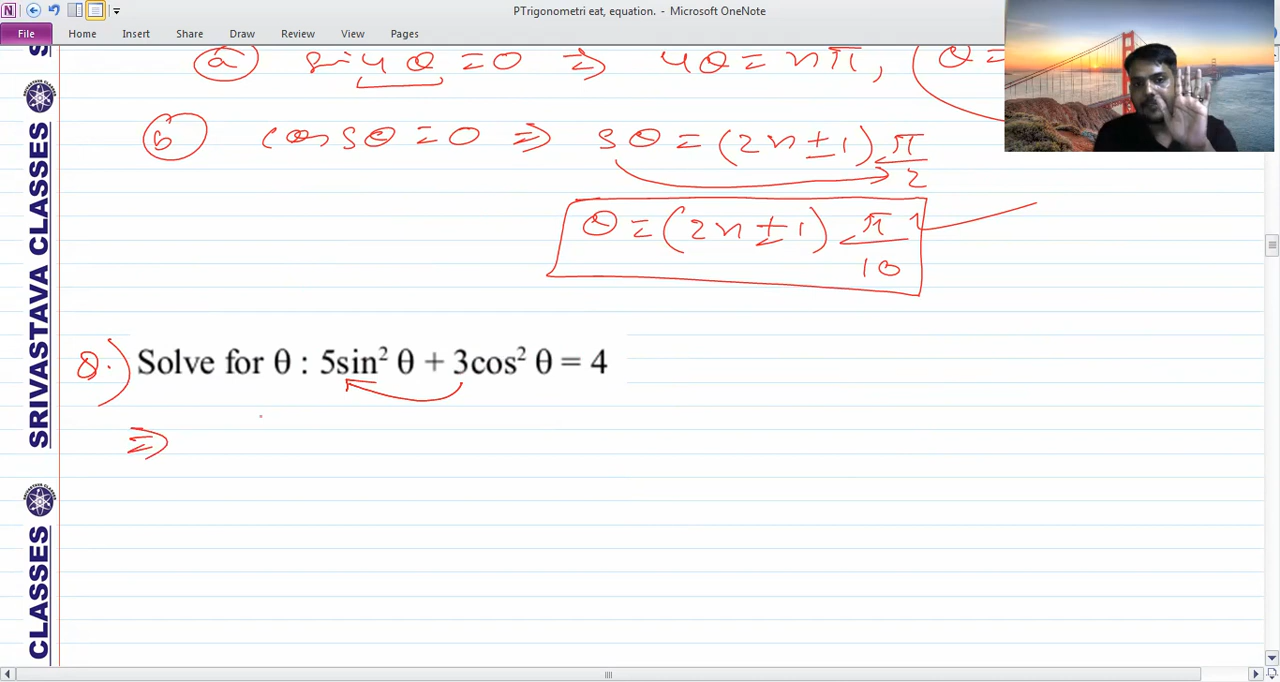 PTrigonometri eat, equation. - Microsoft OneNote
File Home Insert Share Draw Review View Pages
a sin 4θ = 0 ⇒ 4θ = nπ, θ =
b cos 5θ = 0 ⇒ 5θ = (2n ± 1) π/2
θ = (2n ± 1) π/10
Q.) Solve for θ : 5sin² θ + 3cos² θ = 4
⇒
SRIVASTAVA CLASSES
CLASSES